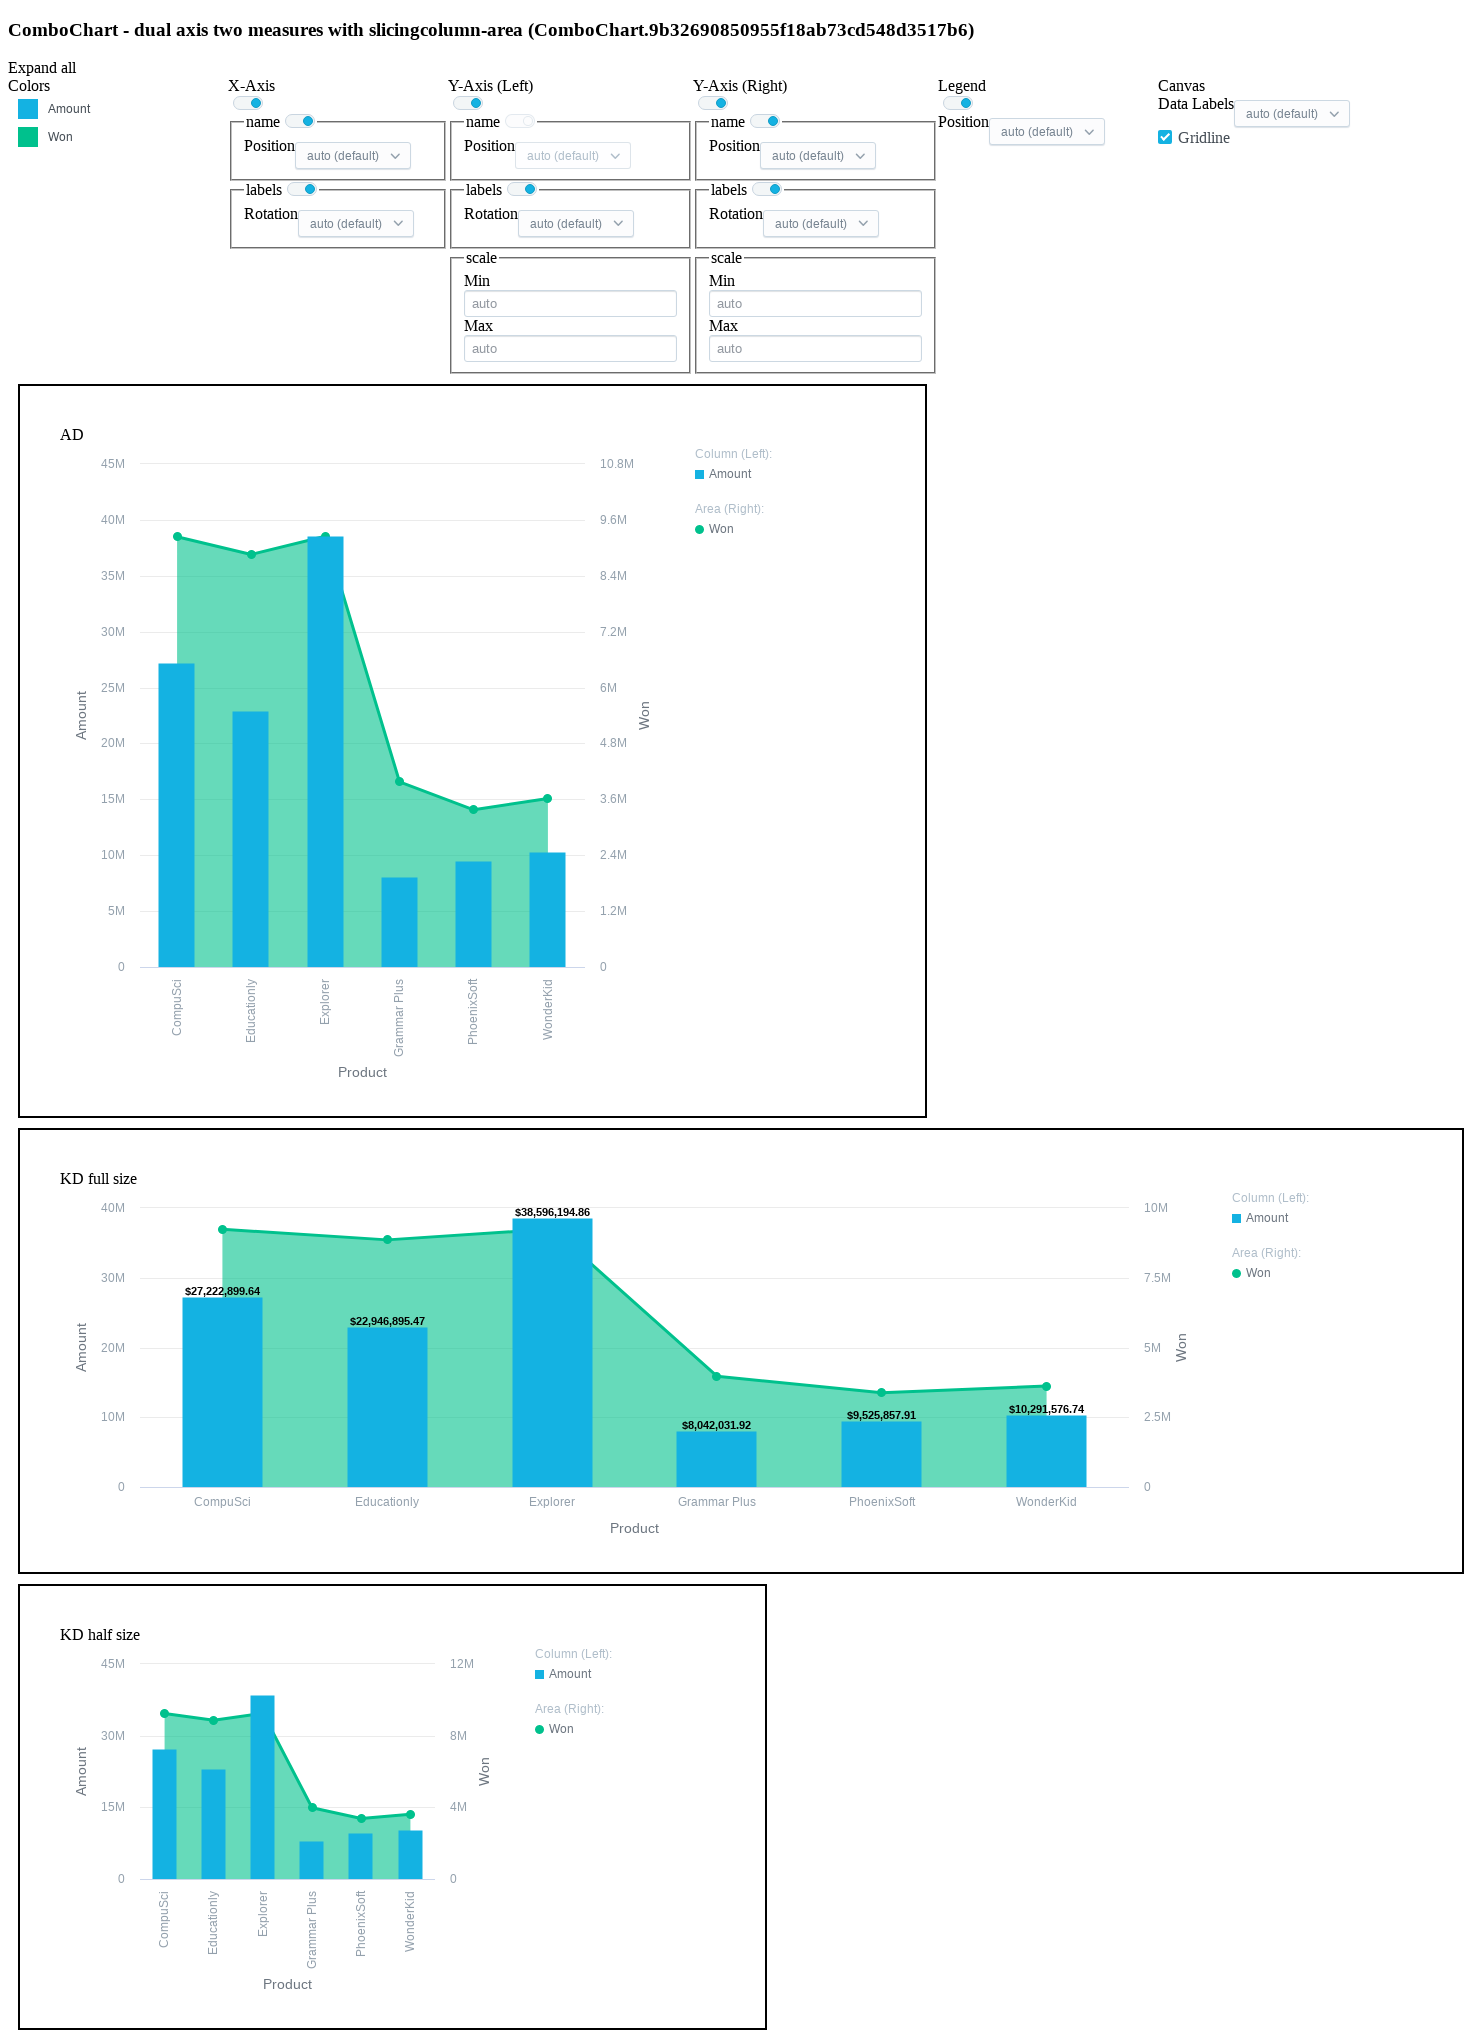 ComboChart - dual axis two measures with slicingcolumn-area (ComboChart.9b32690850955f18ab73cd548d3517b6)
Expand all
Colors
Amount
Won
X-Axis
name
Position auto (default)
labels
Rotation auto (default)
Y-Axis (Left)
name
Position auto (default)
labels
Rotation auto (default)
scale
Min
auto
Max
auto
Y-Axis (Right)
name
Position auto (default)
labels
Rotation auto (default)
scale
Min
auto
Max
auto
Legend
Position auto (default)
Canvas
Data Labels auto (default)
Gridline
AD
45M
40M
35M
30M
25M
20M
15M
10M
5M
0
Amount
10.8M
9.6M
8.4M
7.2M
6M
4.8M
3.6M
2.4M
1.2M
0
Won
CompuSci
Educationly
Explorer
Grammar Plus
PhoenixSoft
WonderKid
Product
Column (Left):
Amount
Area (Right):
Won
KD full size
40M
30M
20M
10M
0
Amount
$27,222,899.64
$22,946,895.47
$38,596,194.86
$8,042,031.92
$9,525,857.91
$10,291,576.74
10M
7.5M
5M
2.5M
0
Won
CompuSci
Educationly
Explorer
Grammar Plus
PhoenixSoft
WonderKid
Product
Column (Left):
Amount
Area (Right):
Won
KD half size
45M
30M
15M
0
Amount
12M
8M
4M
0
Won
CompuSci
Educationly
Explorer
Grammar Plus
PhoenixSoft
WonderKid
Product
Column (Left):
Amount
Area (Right):
Won